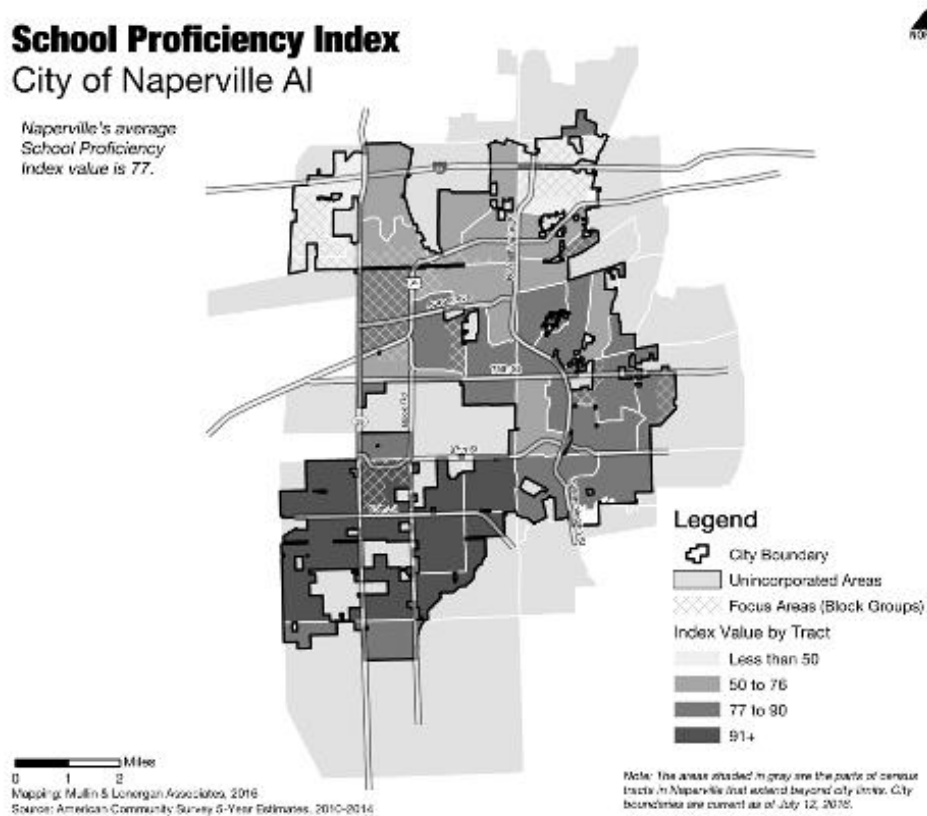 School Proficiency Index
City of Naperville AI
Naperville's average
School Proficiency
Index value is 77.
Legend
City Boundary
Unincorporated Areas
Focus Areas (Block Groups)
Index Value by Tract
Less than 50
50 to 76
77 to 90
91+
Miles
0 1 2
Mapping: Mullin & Lonergan Associates, 2016
Source: American Community Survey 5-Year Estimates, 2010-2014
Note: The areas shaded in gray are the parts of census
tracts in Naperville that extend beyond city limits. City
boundaries are current as of July 12, 2016.